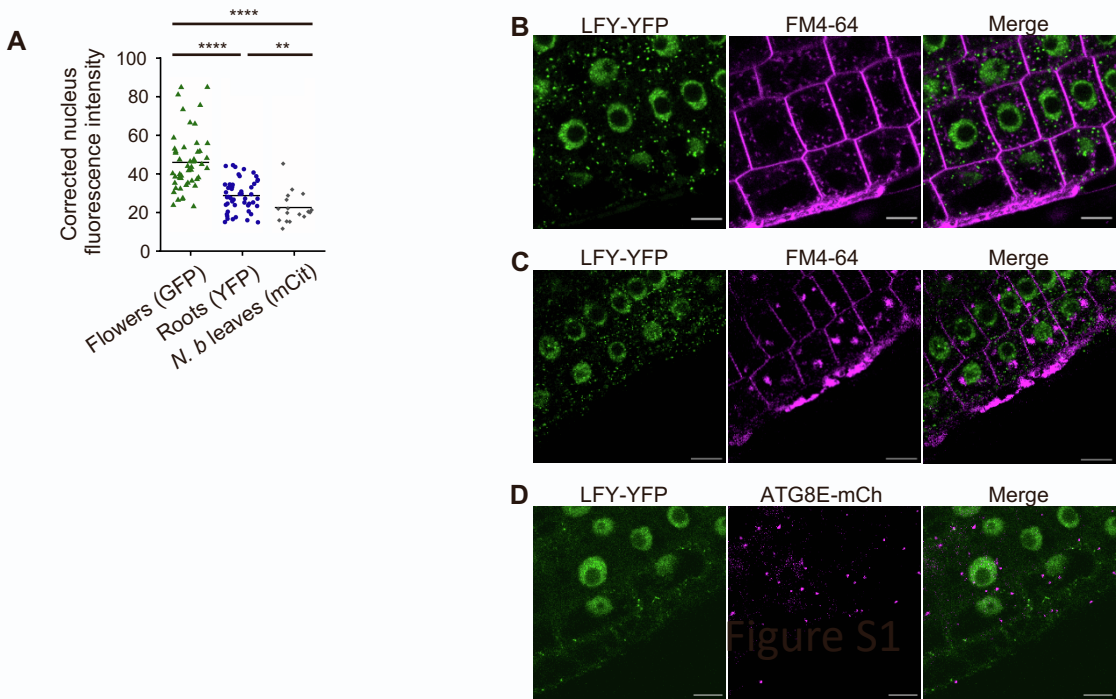 A
****
****
**
Corrected nucleus
fluorescence intensity
100
80
60
40
20
0
Flowers (GFP)
Roots (YFP)
N. b leaves (mCit)
B
LFY-YFP
FM4-64
Merge
C
LFY-YFP
FM4-64
Merge
D
LFY-YFP
ATG8E-mCh
Merge
Figure S1